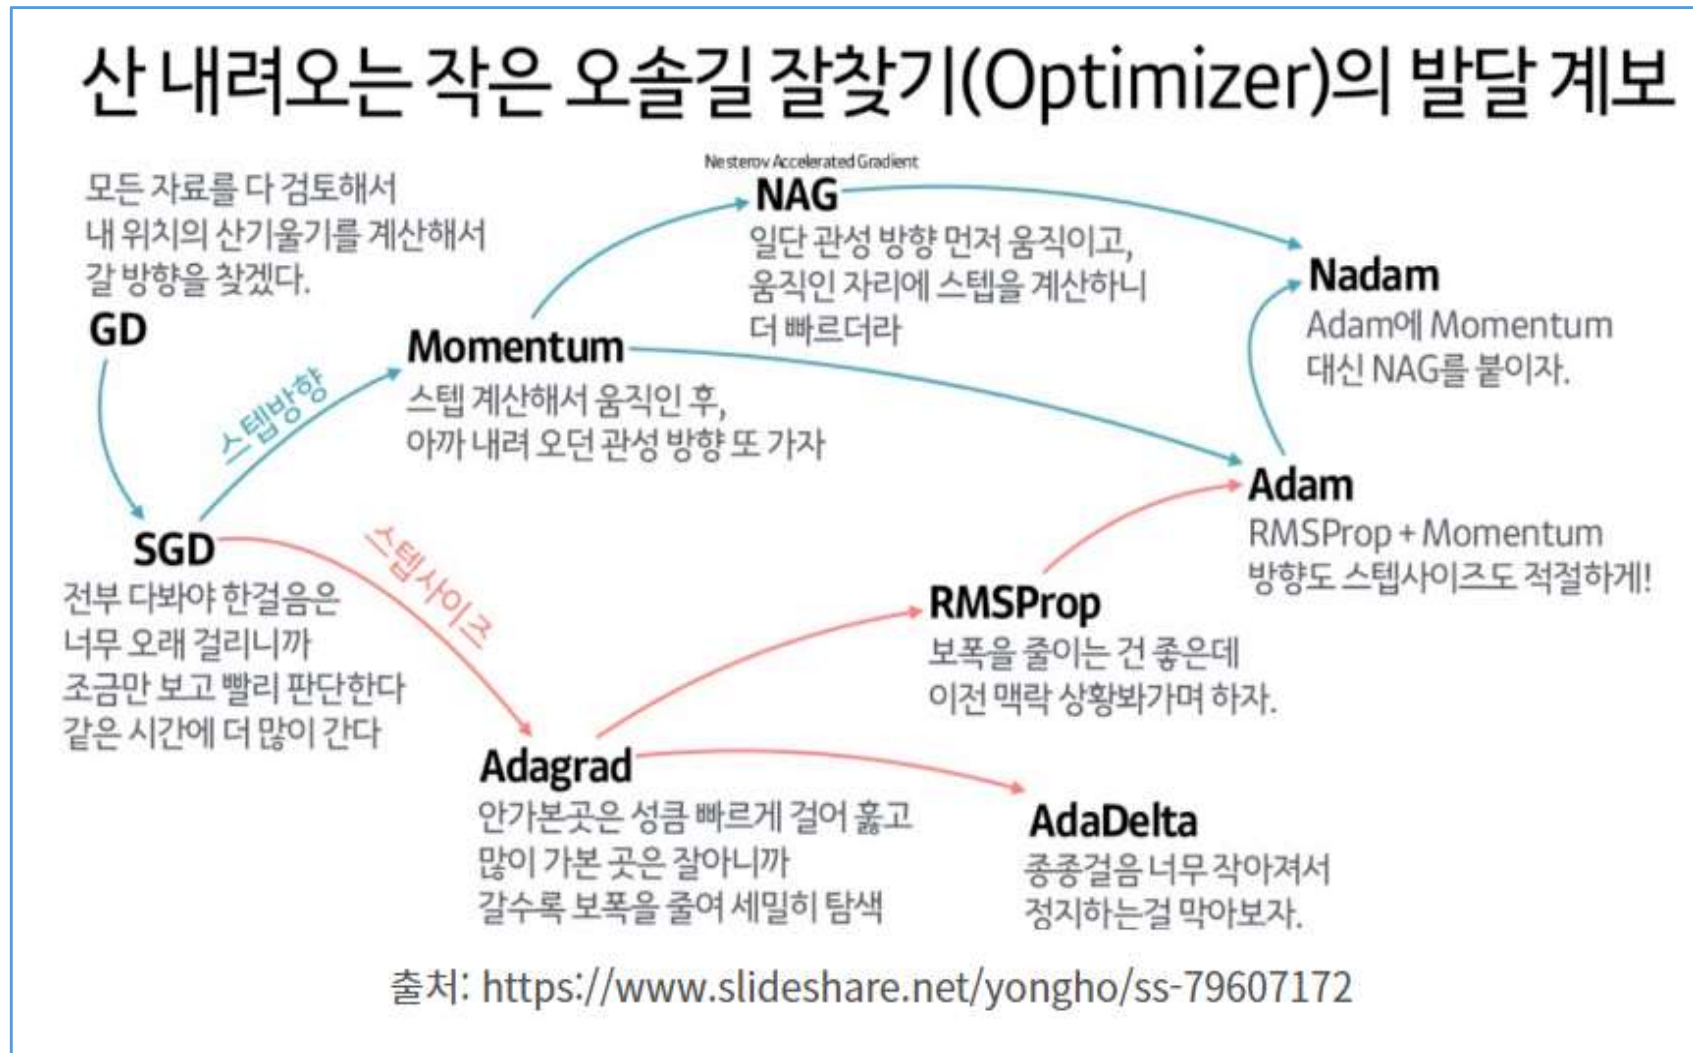 산 내려오는 작은 오솔길 잘찾기(Optimizer)의 발달 계보
모든 자료를 다 검토해서
내 위치의 산기울기를 계산해서
갈 방향을 찾겠다.
GD
스텝방향
Momentum
스텝 계산해서 움직인 후,
아까 내려 오던 관성 방향 또 가자
Nesterov Accelerated Gradient
NAG
일단 관성 방향 먼저 움직이고,
움직인 자리에 스텝을 계산하니
더 빠르더라
Nadam
Adam에 Momentum
대신 NAG를 붙이자.
SGD
전부 다봐야 한걸음은
너무 오래 걸리니까
조금만 보고 빨리 판단한다
같은 시간에 더 많이 간다
스텝사이즈
Adagrad
안가본곳은 성큼 빠르게 걸어 훓고
많이 가본 곳은 잘아니까
갈수록 보폭을 줄여 세밀히 탐색
RMSProp
보폭을 줄이는 건 좋은데
이전 맥락 상황봐가며 하자.
Adam
RMSProp + Momentum
방향도 스텝사이즈도 적절하게!
AdaDelta
종종걸음 너무 작아져서
정지하는걸 막아보자.
출처: https://www.slideshare.net/yongho/ss-79607172